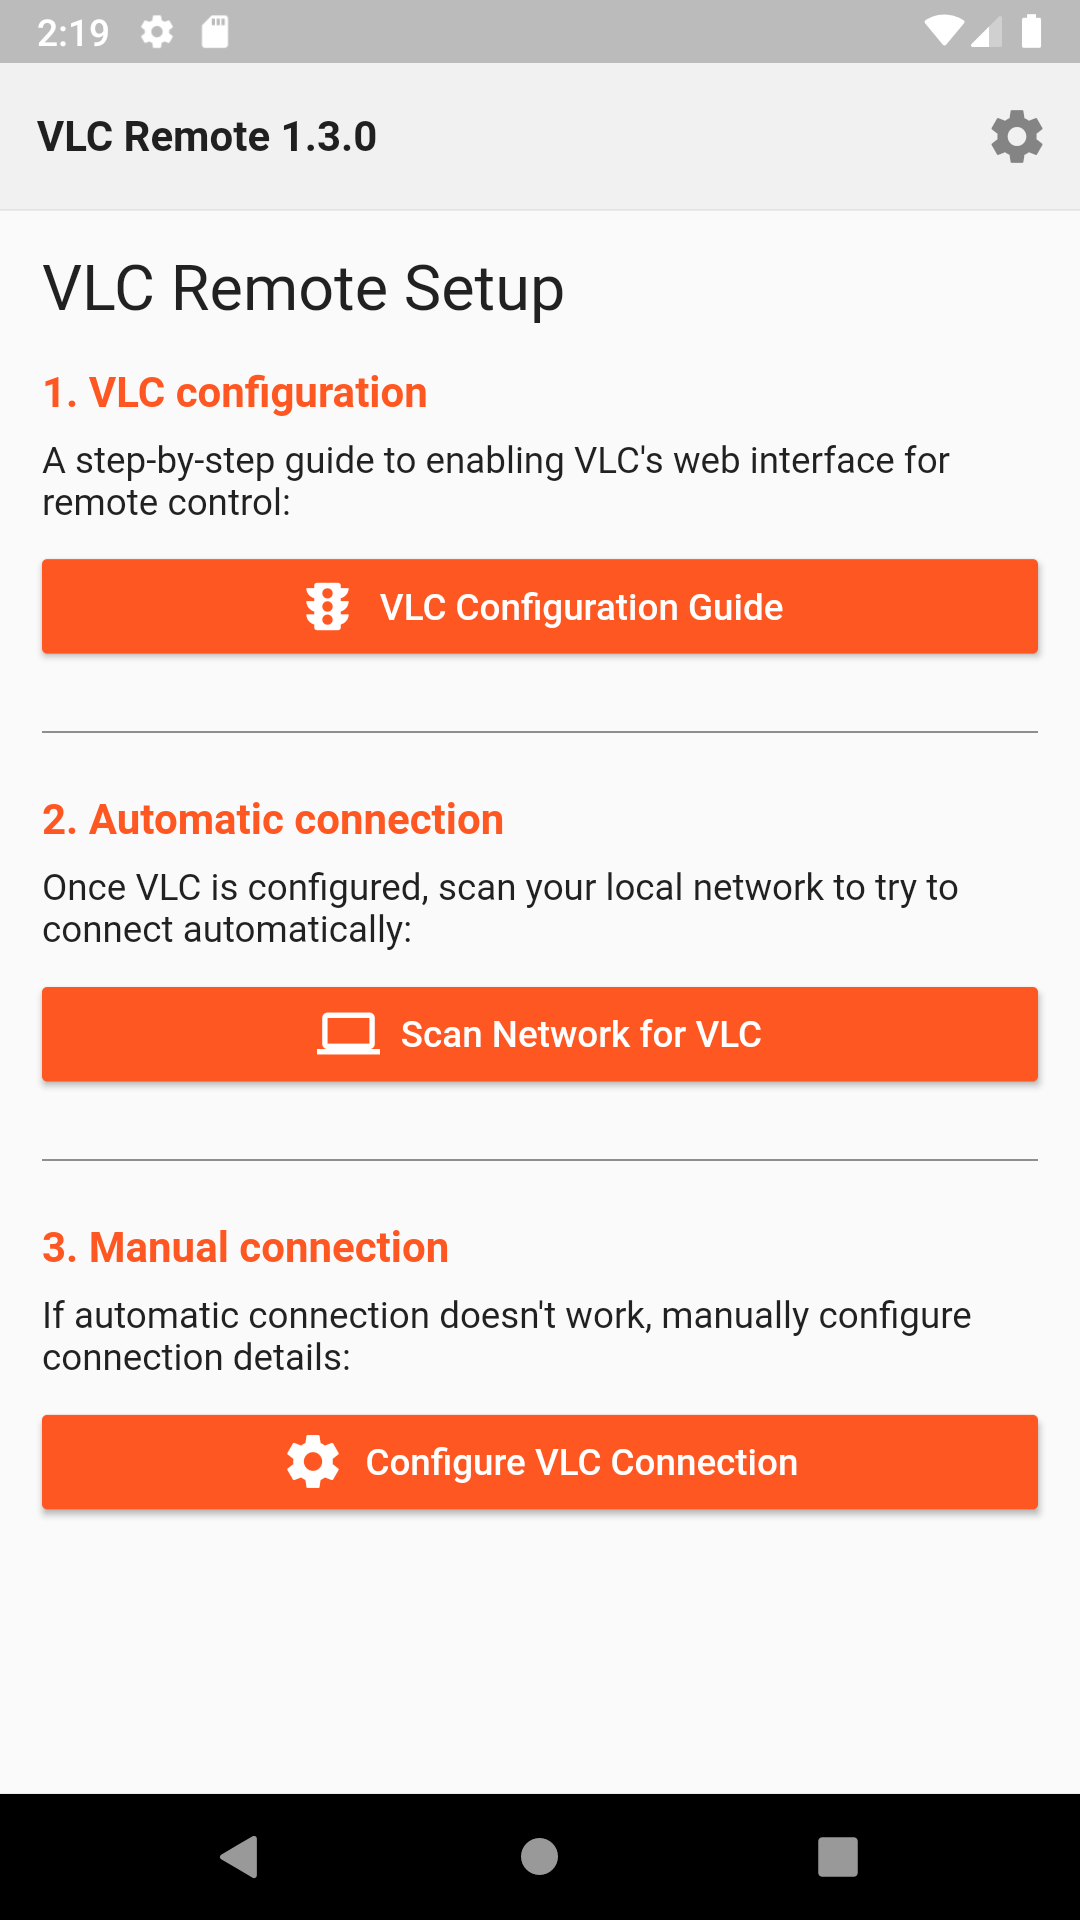 2:19
VLC Remote 1.3.0
VLC Remote Setup
1. VLC configuration
A step-by-step guide to enabling VLC's web interface for
remote control:
VLC Configuration Guide
2. Automatic connection
Once VLC is configured, scan your local network to try to
connect automatically:
Scan Network for VLC
3. Manual connection
If automatic connection doesn't work, manually configure
connection details:
Configure VLC Connection